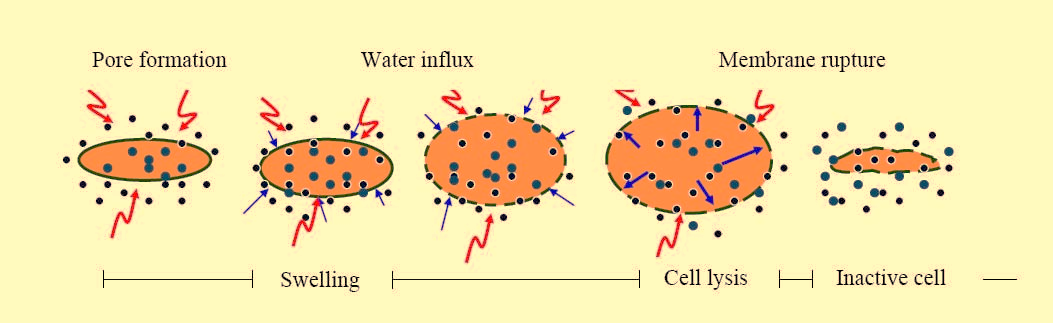 Pore formation
Water influx
Membrane rupture
Swelling
Cell lysis
Inactive cell